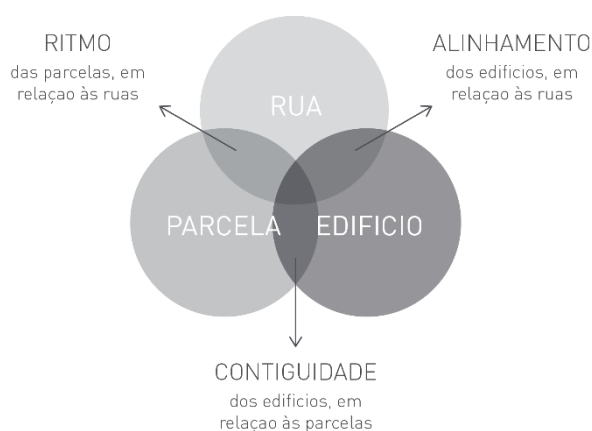 RITMO
das parcelas, em
relaçao às ruas
ALINHAMENTO
dos edificios, em
relaçao às ruas
RUA
PARCELA
EDIFICIO
CONTIGUIDADE
dos edificios, em
relaçao às parcelas